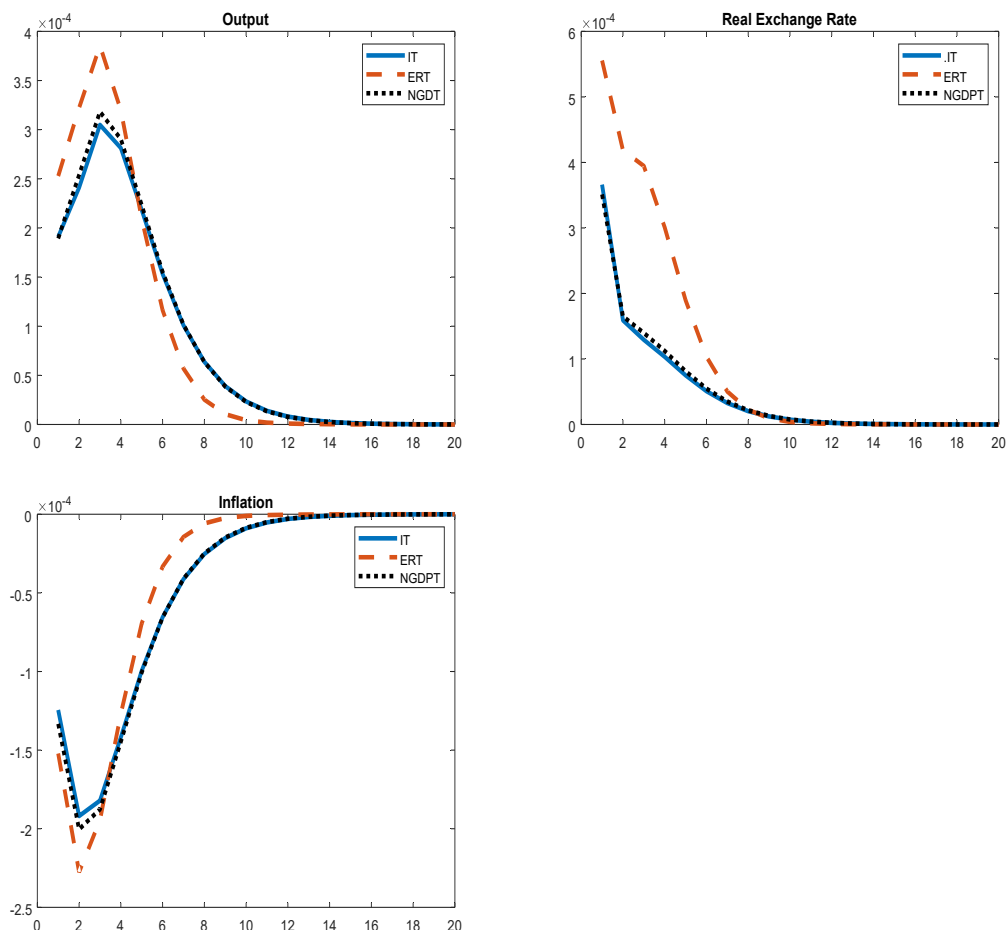 Output
×10⁻⁴
4
3.5
3
2.5
2
1.5
1
0.5
0
0 2 4 6 8 10 12 14 16 18 20
IT
ERT
NGDT
Real Exchange Rate
×10⁻⁴
6
5
4
3
2
1
0
0 2 4 6 8 10 12 14 16 18 20
.IT
ERT
NGDPT
Inflation
×10⁻⁴
0
-0.5
-1
-1.5
-2
-2.5
0 2 4 6 8 10 12 14 16 18 20
IT
ERT
NGDPT